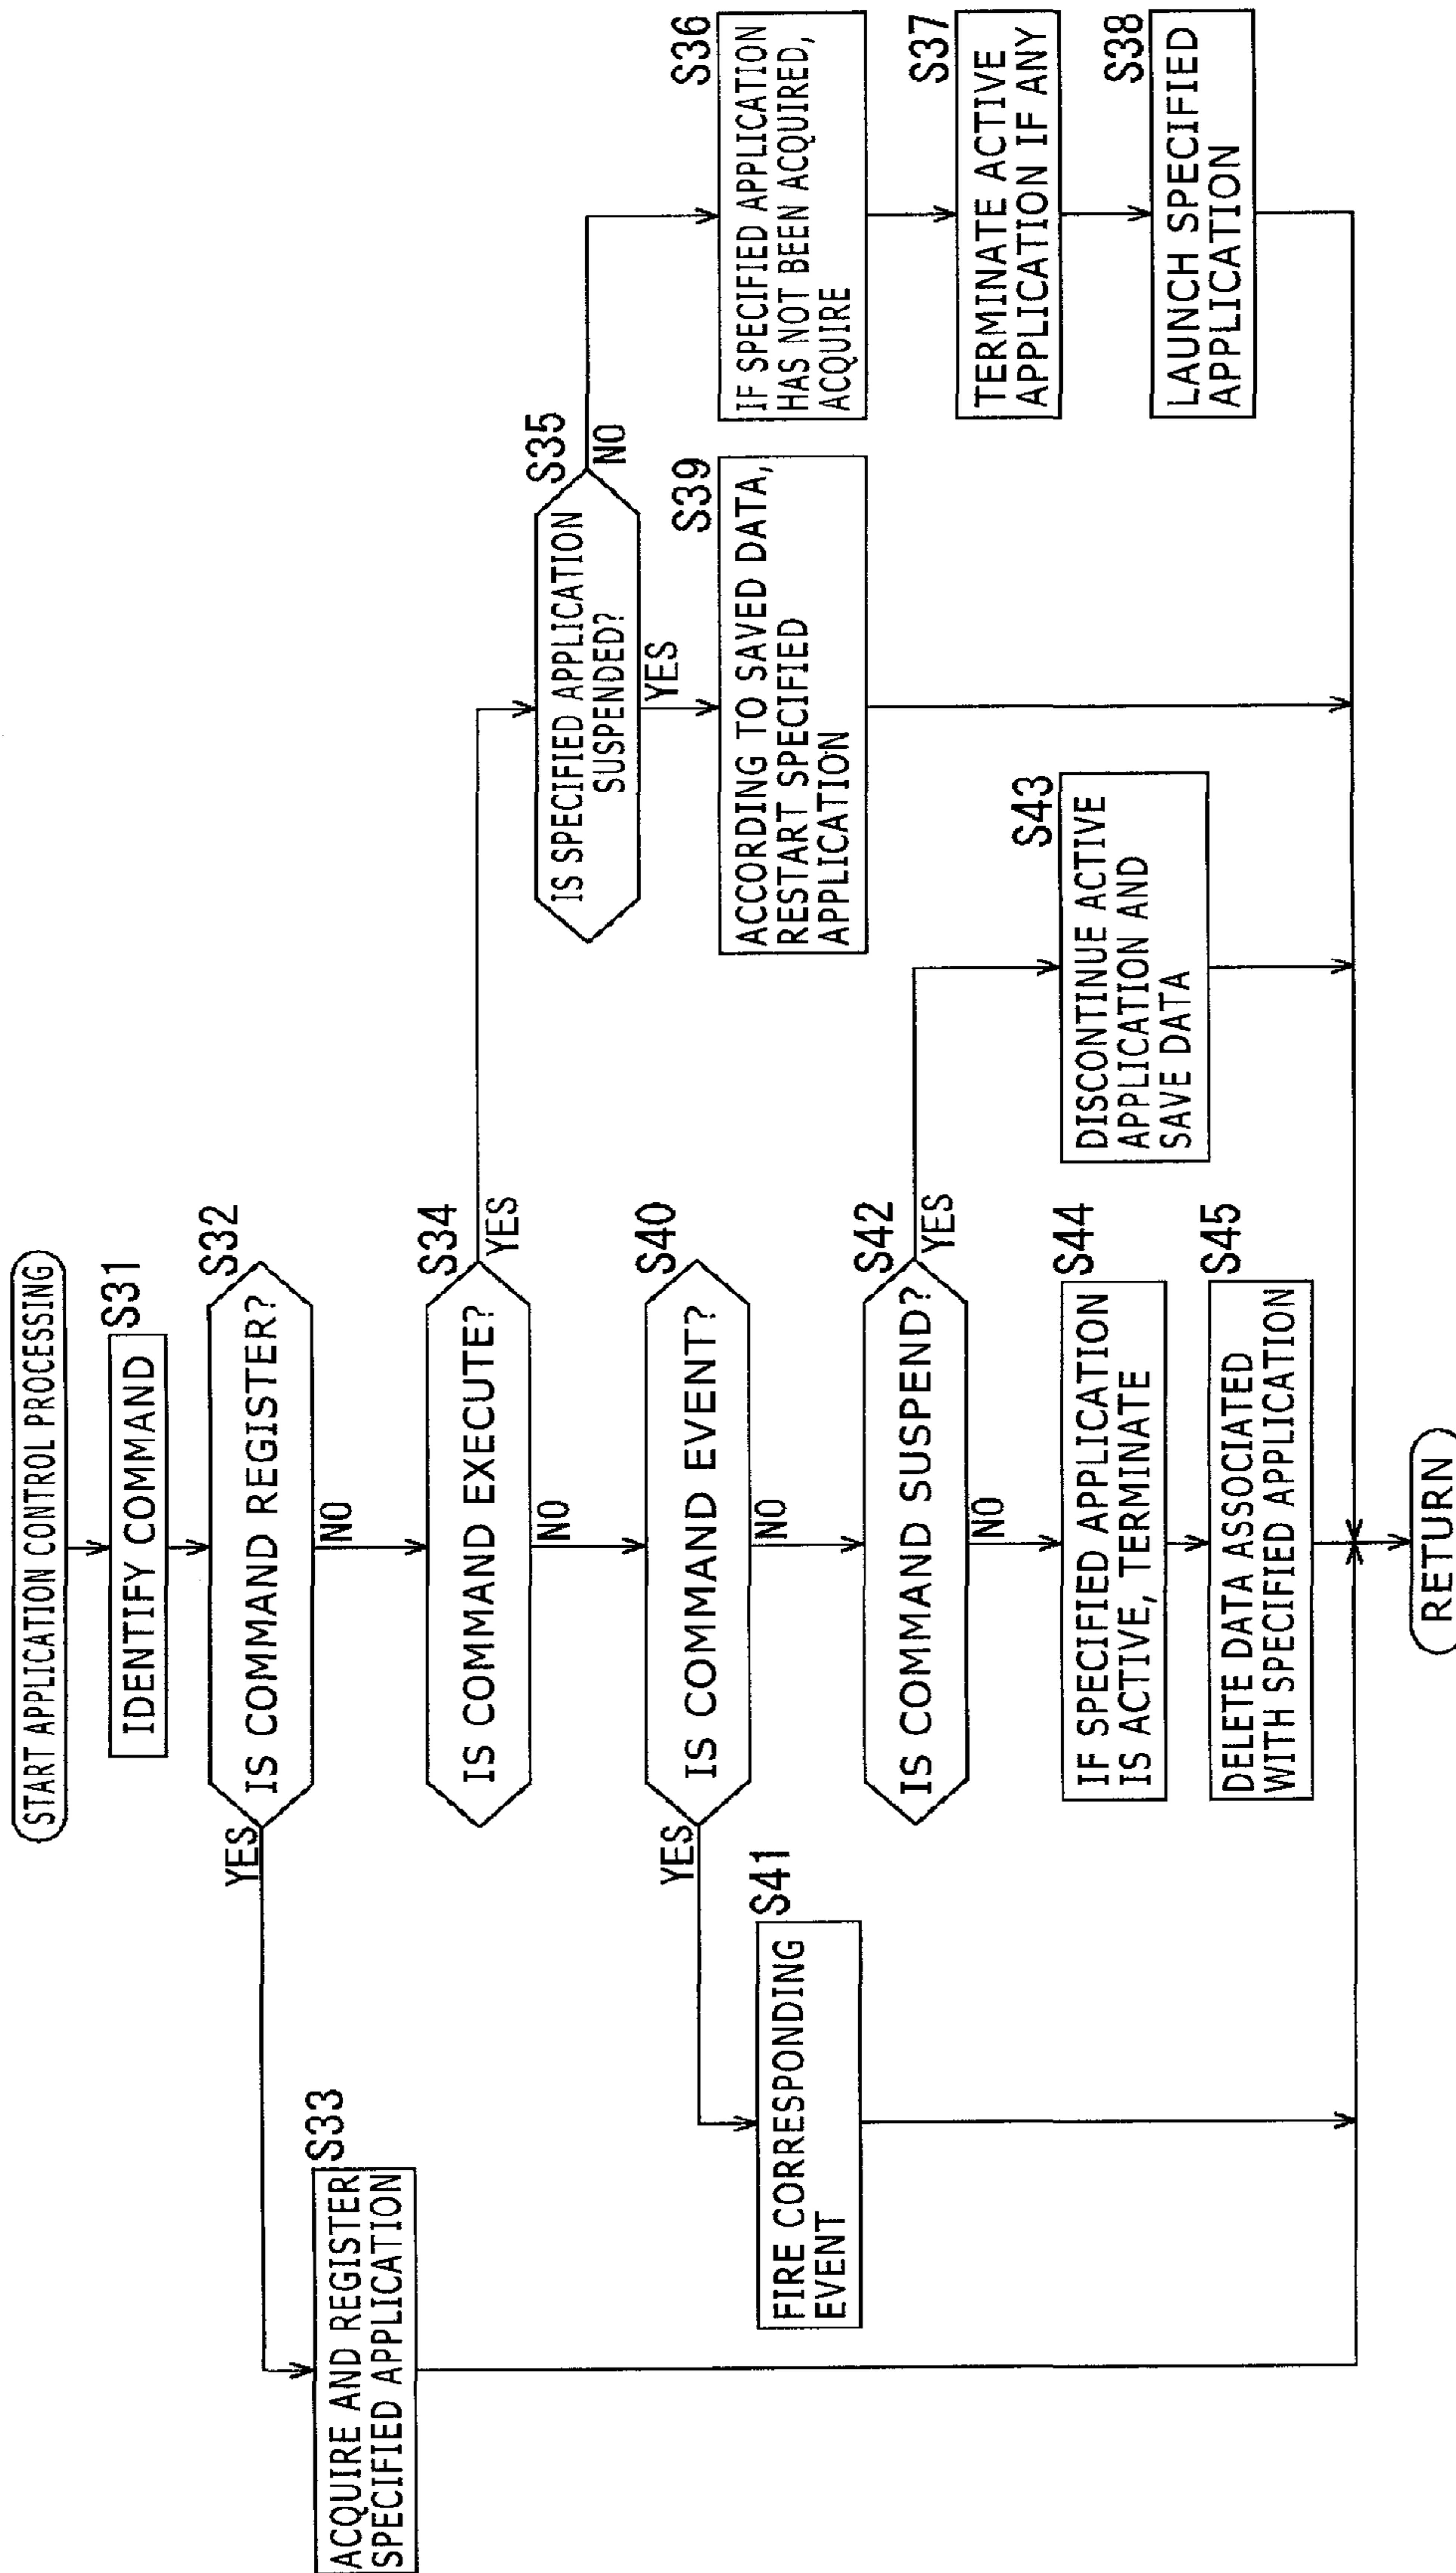 START APPLICATION CONTROL PROCESSING
S31
IDENTIFY COMMAND
S32
IS COMMAND REGISTER?
YES
NO
S33
ACQUIRE AND REGISTER
SPECIFIED APPLICATION
S34
IS COMMAND EXECUTE?
YES
NO
S35
IS SPECIFIED APPLICATION
SUSPENDED?
NO
YES
S36
IF SPECIFIED APPLICATION
HAS NOT BEEN ACQUIRED,
ACQUIRE
S37
TERMINATE ACTIVE
APPLICATION IF ANY
S38
LAUNCH SPECIFIED
APPLICATION
S39
ACCORDING TO SAVED DATA,
RESTART SPECIFIED
APPLICATION
S40
IS COMMAND EVENT?
YES
NO
S41
FIRE CORRESPONDING
EVENT
S42
IS COMMAND SUSPEND?
YES
NO
S43
DISCONTINUE ACTIVE
APPLICATION AND
SAVE DATA
S44
IF SPECIFIED APPLICATION
IS ACTIVE, TERMINATE
S45
DELETE DATA ASSOCIATED
WITH SPECIFIED APPLICATION
RETURN